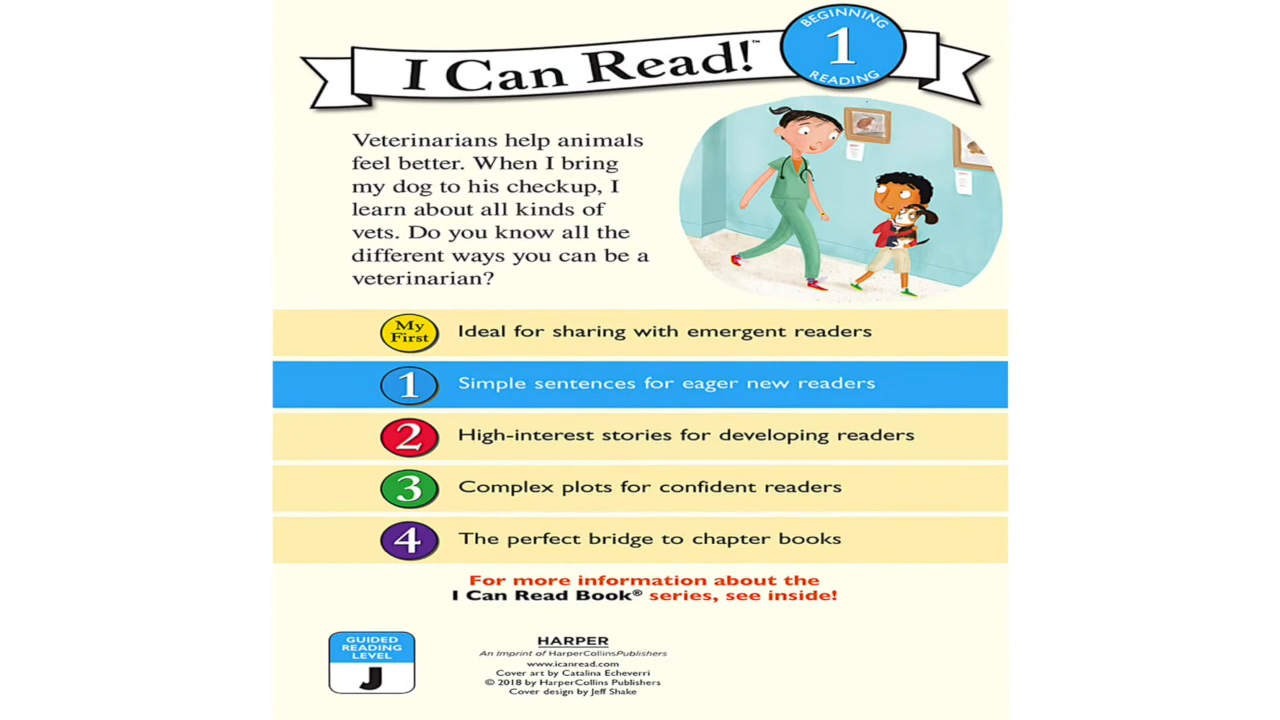 I Can Read!™
BEGINNING
1
READING
Veterinarians help animals
feel better. When I bring
my dog to his checkup, I
learn about all kinds of
vets. Do you know all the
different ways you can be a
veterinarian?
My
First
Ideal for sharing with emergent readers
1
Simple sentences for eager new readers
2
High-interest stories for developing readers
3
Complex plots for confident readers
4
The perfect bridge to chapter books
For more information about the
I Can Read Book® series, see inside!
GUIDED
READING
LEVEL
J
HARPER
An Imprint of HarperCollinsPublishers
www.icanread.com
Cover art by Catalina Echeverri
© 2018 by HarperCollins Publishers
Cover design by Jeff Shake